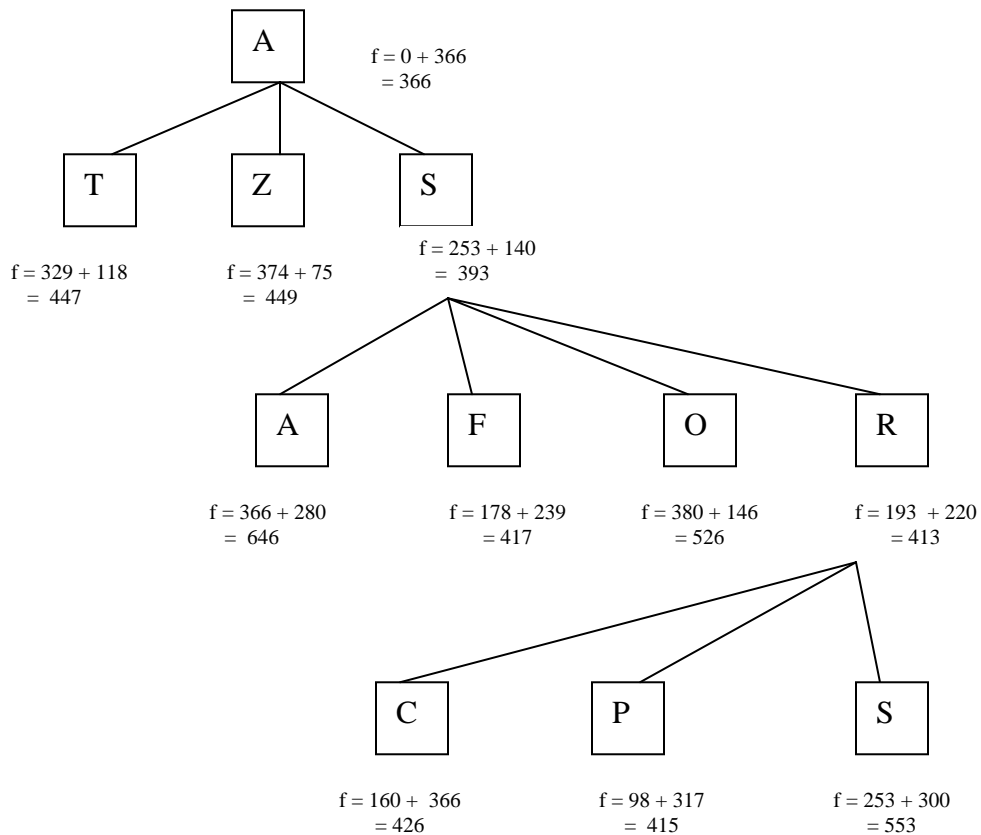 A
f = 0 + 366
= 366
T
Z
S
f = 329 + 118
= 447
f = 374 + 75
= 449
f = 253 + 140
= 393
A
F
O
R
f = 366 + 280
= 646
f = 178 + 239
= 417
f = 380 + 146
= 526
f = 193 + 220
= 413
C
P
S
f = 160 + 366
= 426
f = 98 + 317
= 415
f = 253 + 300
= 553